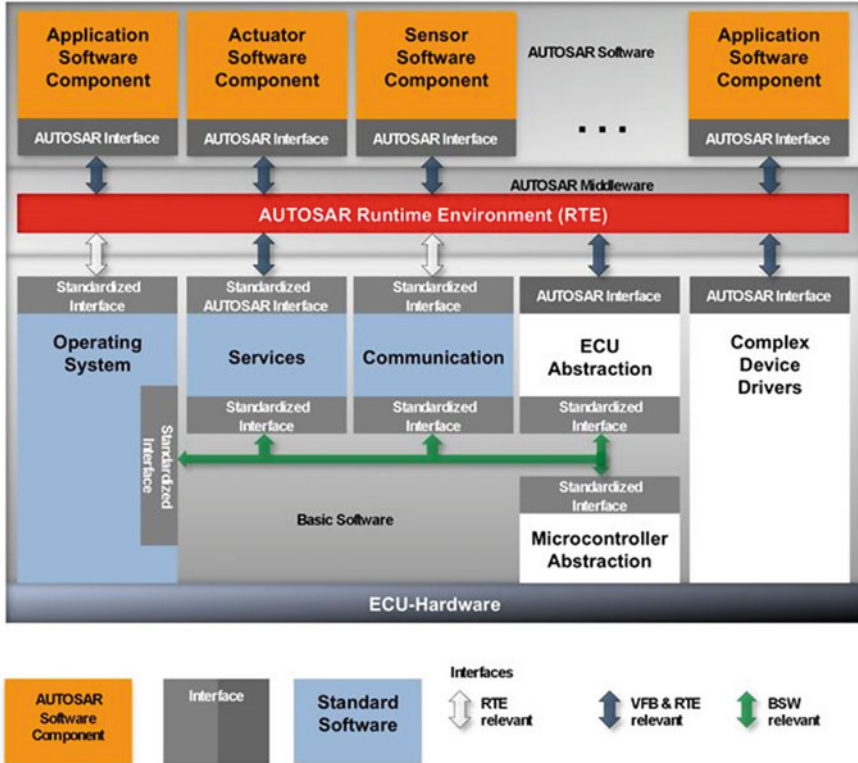 Application
Software
Component
AUTOSAR Interface
Actuator
Software
Component
AUTOSAR Interface
Sensor
Software
Component
AUTOSAR Interface
AUTOSAR Software
...
Application
Software
Component
AUTOSAR Interface
AUTOSAR Middleware
AUTOSAR Runtime Environment (RTE)
Standardized
Interface
Operating
System
Standardized
Interface
Standardized
AUTOSAR Interface
Services
Standardized
Interface
Standardized
Interface
Communication
Standardized
Interface
AUTOSAR Interface
ECU
Abstraction
Standardized
Interface
AUTOSAR Interface
Complex
Device
Drivers
Standardized
Interface
Microcontroller
Abstraction
Basic Software
ECU-Hardware
AUTOSAR
Software
Component
Interface
Standard
Software
Interfaces
RTE
relevant
VFB & RTE
relevant
BSW
relevant